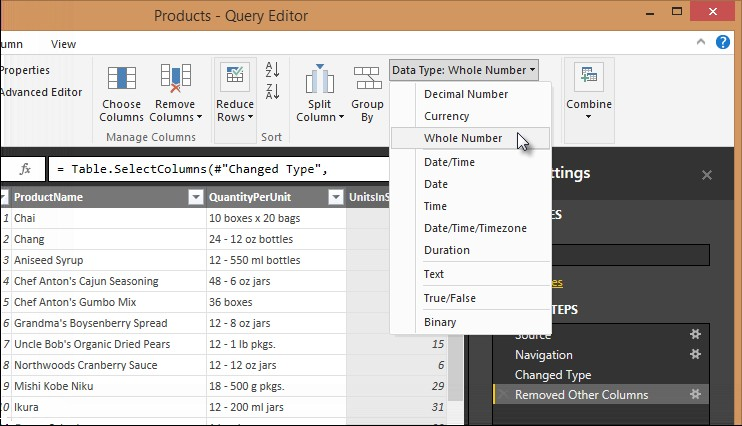 Products - Query Editor
umn View
Properties
Advanced Editor
Choose Columns
Remove Columns
Manage Columns
Reduce Rows
A Z
Z A
Sort
Split Column
Group By
Data Type: Whole Number
Combine
Decimal Number
Currency
Whole Number
Date/Time
Date
Time
Date/Time/Timezone
Duration
Text
True/False
Binary
fx = Table.SelectColumns(#"Changed Type",
ttings
ES
es
TEPS
Source
Navigation
Changed Type
Removed Other Columns
ProductName QuantityPerUnit UnitsInS
1 Chai 10 boxes x 20 bags
2 Chang 24 - 12 oz bottles
3 Aniseed Syrup 12 - 550 ml bottles
4 Chef Anton's Cajun Seasoning 48 - 6 oz jars
5 Chef Anton's Gumbo Mix 36 boxes
6 Grandma's Boysenberry Spread 12 - 8 oz jars
7 Uncle Bob's Organic Dried Pears 12 - 1 lb pkgs. 15
8 Northwoods Cranberry Sauce 12 - 12 oz jars 6
9 Mishi Kobe Niku 18 - 500 g pkgs. 29
10 Ikura 12 - 200 ml jars 31